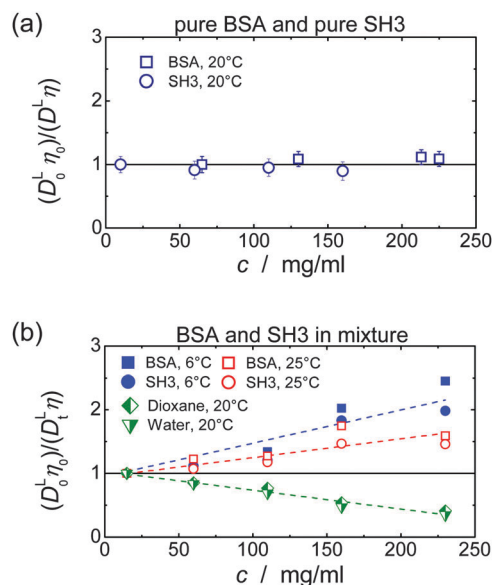 (a)
pure BSA and pure SH3
3
2
1
0
BSA, 20°C
SH3, 20°C
(D₀ᴸ η₀)/(Dᴸη)
0 50 100 150 200 250
c / mg/ml
(b)
BSA and SH3 in mixture
3
2
1
0
BSA, 6°C BSA, 25°C
SH3, 6°C SH3, 25°C
Dioxane, 20°C
Water, 20°C
(D₀ᴸη₀)/(Dₜᴸη)
0 50 100 150 200 250
c / mg/ml